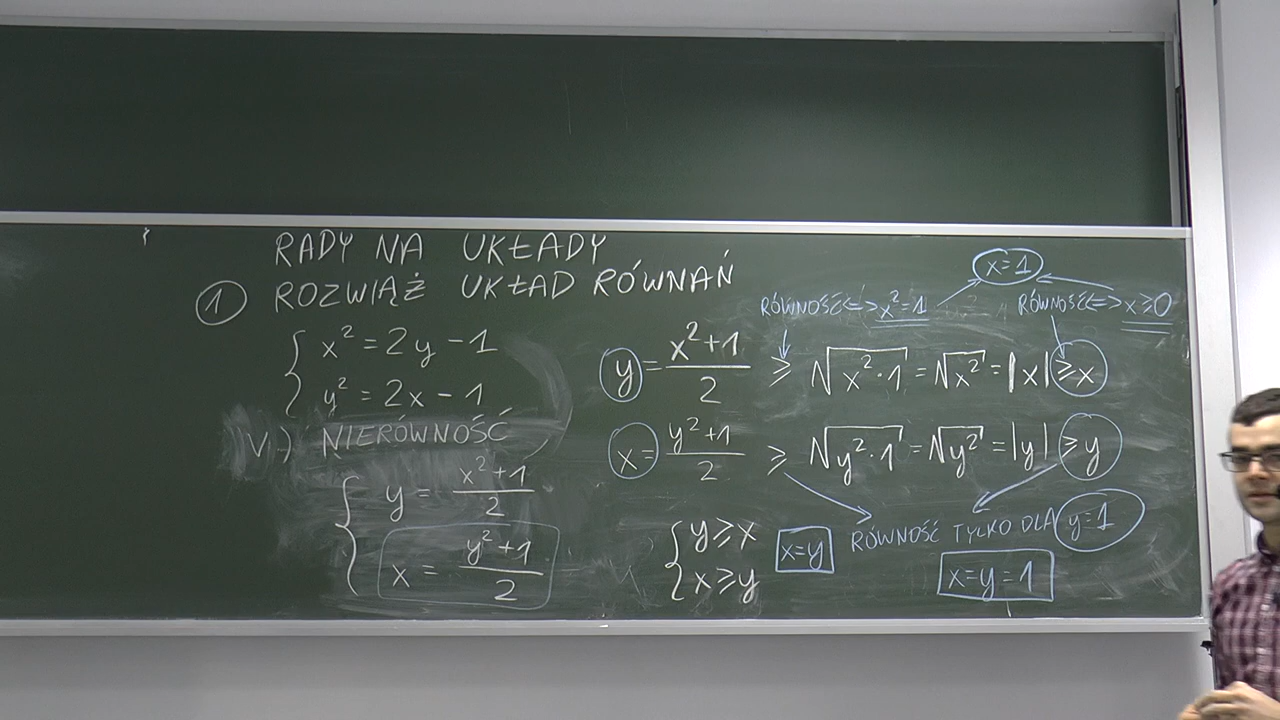 RADY NA UKŁADY
① ROZWIĄŻ UKŁAD RÓWNAŃ
{ x² = 2y - 1
y² = 2x - 1
V.) NIERÓWNOŚĆ
{ y = (x²+1)/2
x = (y²+1)/2
x=1
RÓWNOŚĆ <=> x²=1
RÓWNOŚĆ <=> x≥0
y = (x²+1)/2 ≥ √(x²·1) = √(x²) = |x| ≥ x
x = (y²+1)/2 ≥ √(y²·1) = √(y²) = |y| ≥ y
{ y≥x
x≥y
x=y
RÓWNOŚĆ TYLKO DLA y=1
x=y=1